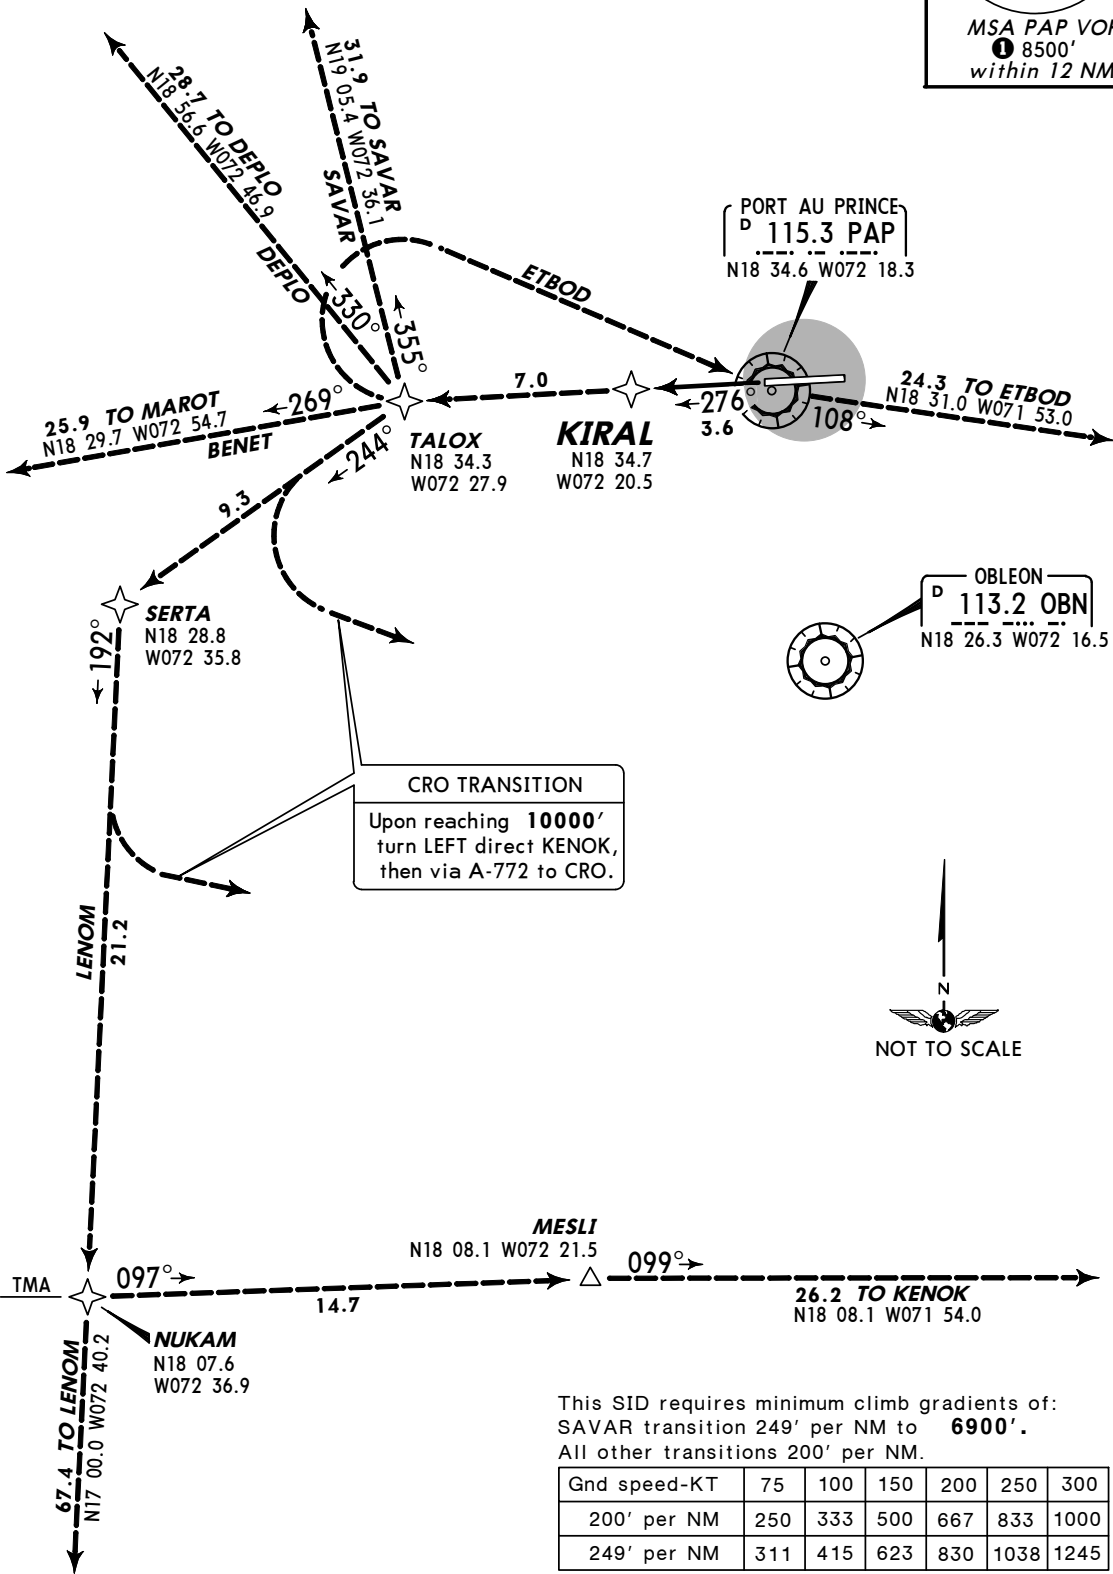 MSA PAP VOR
1 8500'
within 12 NM
28.7 TO DEPLO
N18 56.6 W072 46.9
DEPLO
31.9 TO SAVAR
N19 05.4 W072 36.1
SAVAR
PORT AU PRINCE
D 115.3 PAP
N18 34.6 W072 18.3
ETBOD
330°
355°
7.0
276°
3.6
108°
24.3 TO ETBOD
N18 31.0 W071 53.0
25.9 TO MAROT
N18 29.7 W072 54.7
BENET
269°
244°
TALOX
N18 34.3
W072 27.9
KIRAL
N18 34.7
W072 20.5
9.3
SERTA
N18 28.8
W072 35.8
192°
OBLEON
D 113.2 OBN
N18 26.3 W072 16.5
CRO TRANSITION
Upon reaching 10000'
turn LEFT direct KENOK,
then via A-772 to CRO.
LENOM
21.2
N
NOT TO SCALE
MESLI
N18 08.1 W072 21.5
TMA
097°
14.7
099°
26.2 TO KENOK
N18 08.1 W071 54.0
NUKAM
N18 07.6
W072 36.9
67.4 TO LENOM
N17 00.0 W072 40.2
This SID requires minimum climb gradients of:
SAVAR transition 249' per NM to 6900'.
All other transitions 200' per NM.
Gnd speed-KT 75 100 150 200 250 300
200' per NM 250 333 500 667 833 1000
249' per NM 311 415 623 830 1038 1245